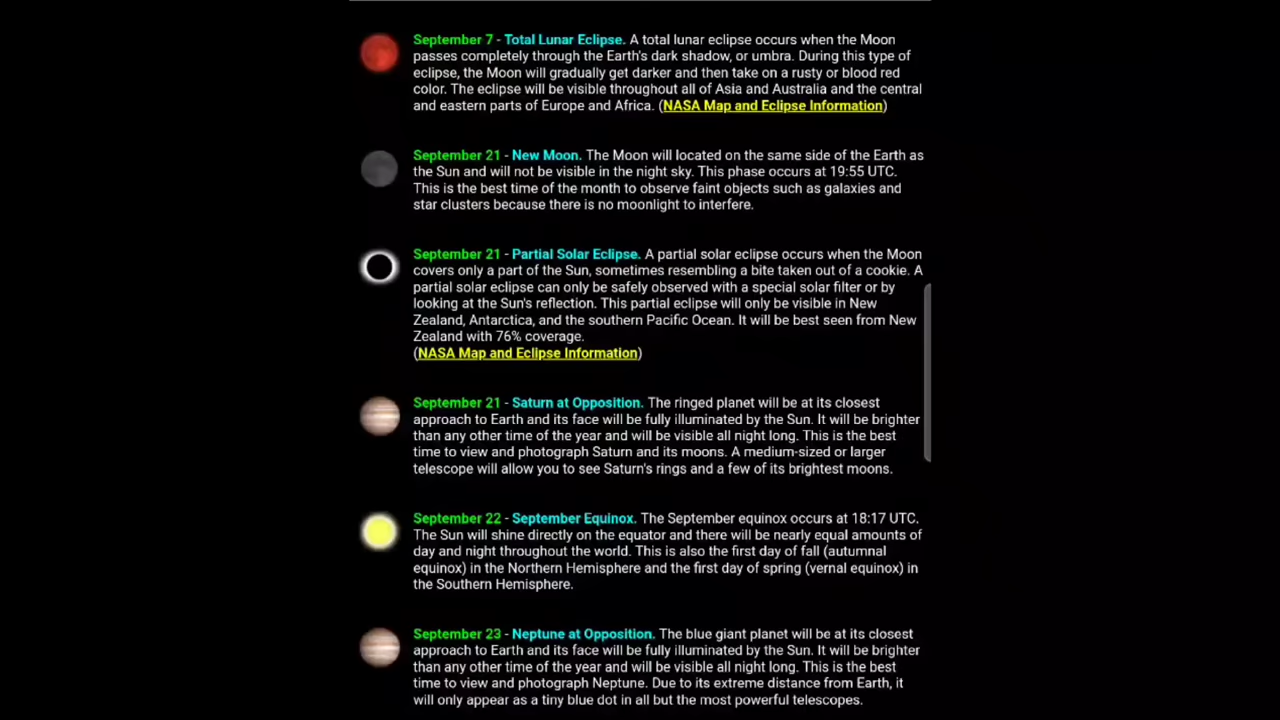 September 7 - Total Lunar Eclipse. A total lunar eclipse occurs when the Moon
passes completely through the Earth's dark shadow, or umbra. During this type of
eclipse, the Moon will gradually get darker and then take on a rusty or blood red
color. The eclipse will be visible throughout all of Asia and Australia and the central
and eastern parts of Europe and Africa. (NASA Map and Eclipse Information)
September 21 - New Moon. The Moon will located on the same side of the Earth as
the Sun and will not be visible in the night sky. This phase occurs at 19:55 UTC.
This is the best time of the month to observe faint objects such as galaxies and
star clusters because there is no moonlight to interfere.
September 21 - Partial Solar Eclipse. A partial solar eclipse occurs when the Moon
covers only a part of the Sun, sometimes resembling a bite taken out of a cookie. A
partial solar eclipse can only be safely observed with a special solar filter or by
looking at the Sun's reflection. This partial eclipse will only be visible in New
Zealand, Antarctica, and the southern Pacific Ocean. It will be best seen from New
Zealand with 76% coverage.
(NASA Map and Eclipse Information)
September 21 - Saturn at Opposition. The ringed planet will be at its closest
approach to Earth and its face will be fully illuminated by the Sun. It will be brighter
than any other time of the year and will be visible all night long. This is the best
time to view and photograph Saturn and its moons. A medium-sized or larger
telescope will allow you to see Saturn's rings and a few of its brightest moons.
September 22 - September Equinox. The September equinox occurs at 18:17 UTC.
The Sun will shine directly on the equator and there will be nearly equal amounts of
day and night throughout the world. This is also the first day of fall (autumnal
equinox) in the Northern Hemisphere and the first day of spring (vernal equinox) in
the Southern Hemisphere.
September 23 - Neptune at Opposition. The blue giant planet will be at its closest
approach to Earth and its face will be fully illuminated by the Sun. It will be brighter
than any other time of the year and will be visible all night long. This is the best
time to view and photograph Neptune. Due to its extreme distance from Earth, it
will only appear as a tiny blue dot in all but the most powerful telescopes.